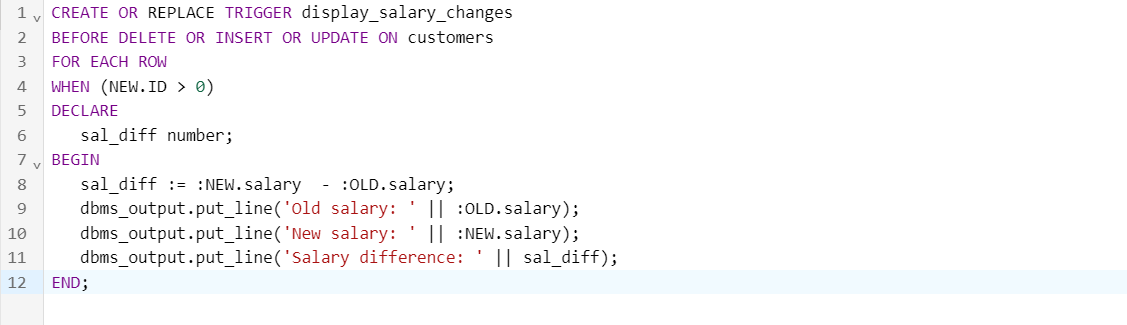 1 CREATE OR REPLACE TRIGGER display_salary_changes
2 BEFORE DELETE OR INSERT OR UPDATE ON customers
3 FOR EACH ROW
4 WHEN (NEW.ID > 0)
5 DECLARE
6    sal_diff number;
7 BEGIN
8    sal_diff := :NEW.salary  - :OLD.salary;
9    dbms_output.put_line('Old salary: ' || :OLD.salary);
10    dbms_output.put_line('New salary: ' || :NEW.salary);
11    dbms_output.put_line('Salary difference: ' || sal_diff);
12 END;